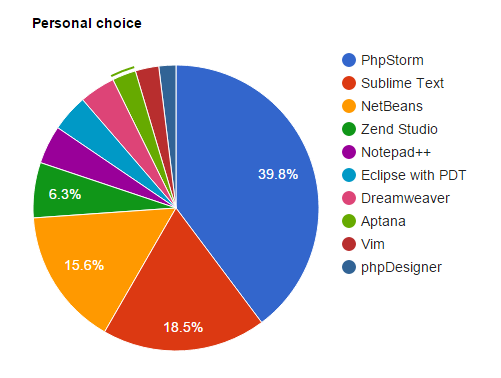 Personal choice
PhpStorm
Sublime Text
NetBeans
Zend Studio
Notepad++
Eclipse with PDT
Dreamweaver
Aptana
Vim
phpDesigner
39.8%
18.5%
15.6%
6.3%